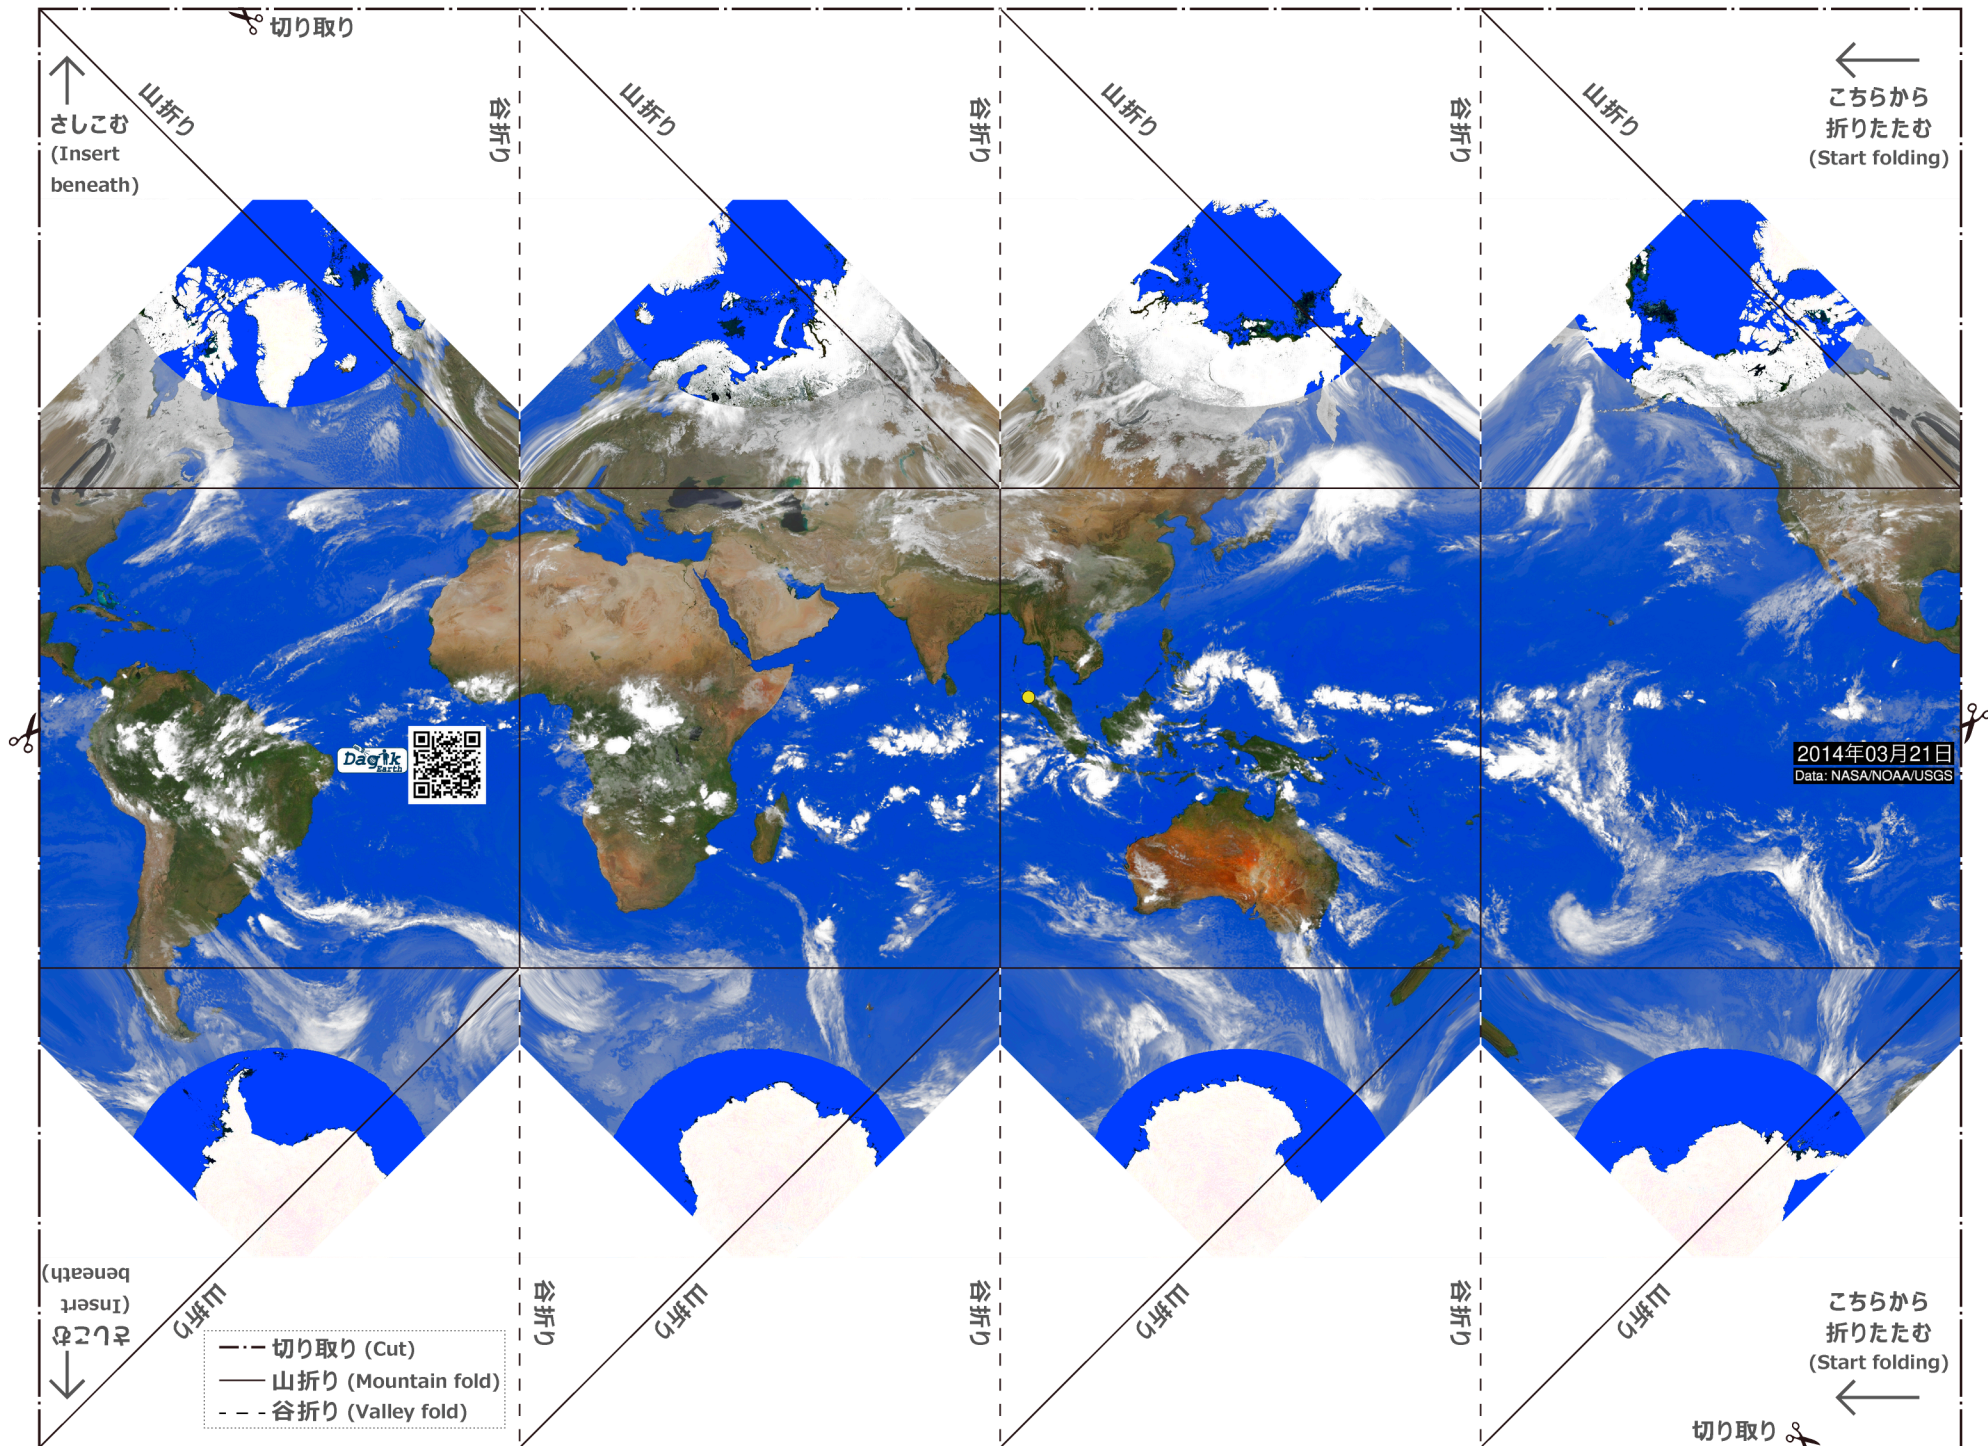 切り取り
さしこむ
(Insert
beneath)
山折り
谷折り
山折り
谷折り
山折り
谷折り
山折り
こちらから
折りたたむ
(Start folding)
Dagik
Earth
2014年03月21日
Data: NASA/NOAA/USGS
さしこむ
(Insert
beneath)
山折り
谷折り
山折り
谷折り
山折り
谷折り
山折り
こちらから
折りたたむ
(Start folding)
切り取り (Cut)
山折り (Mountain fold)
谷折り (Valley fold)
切り取り